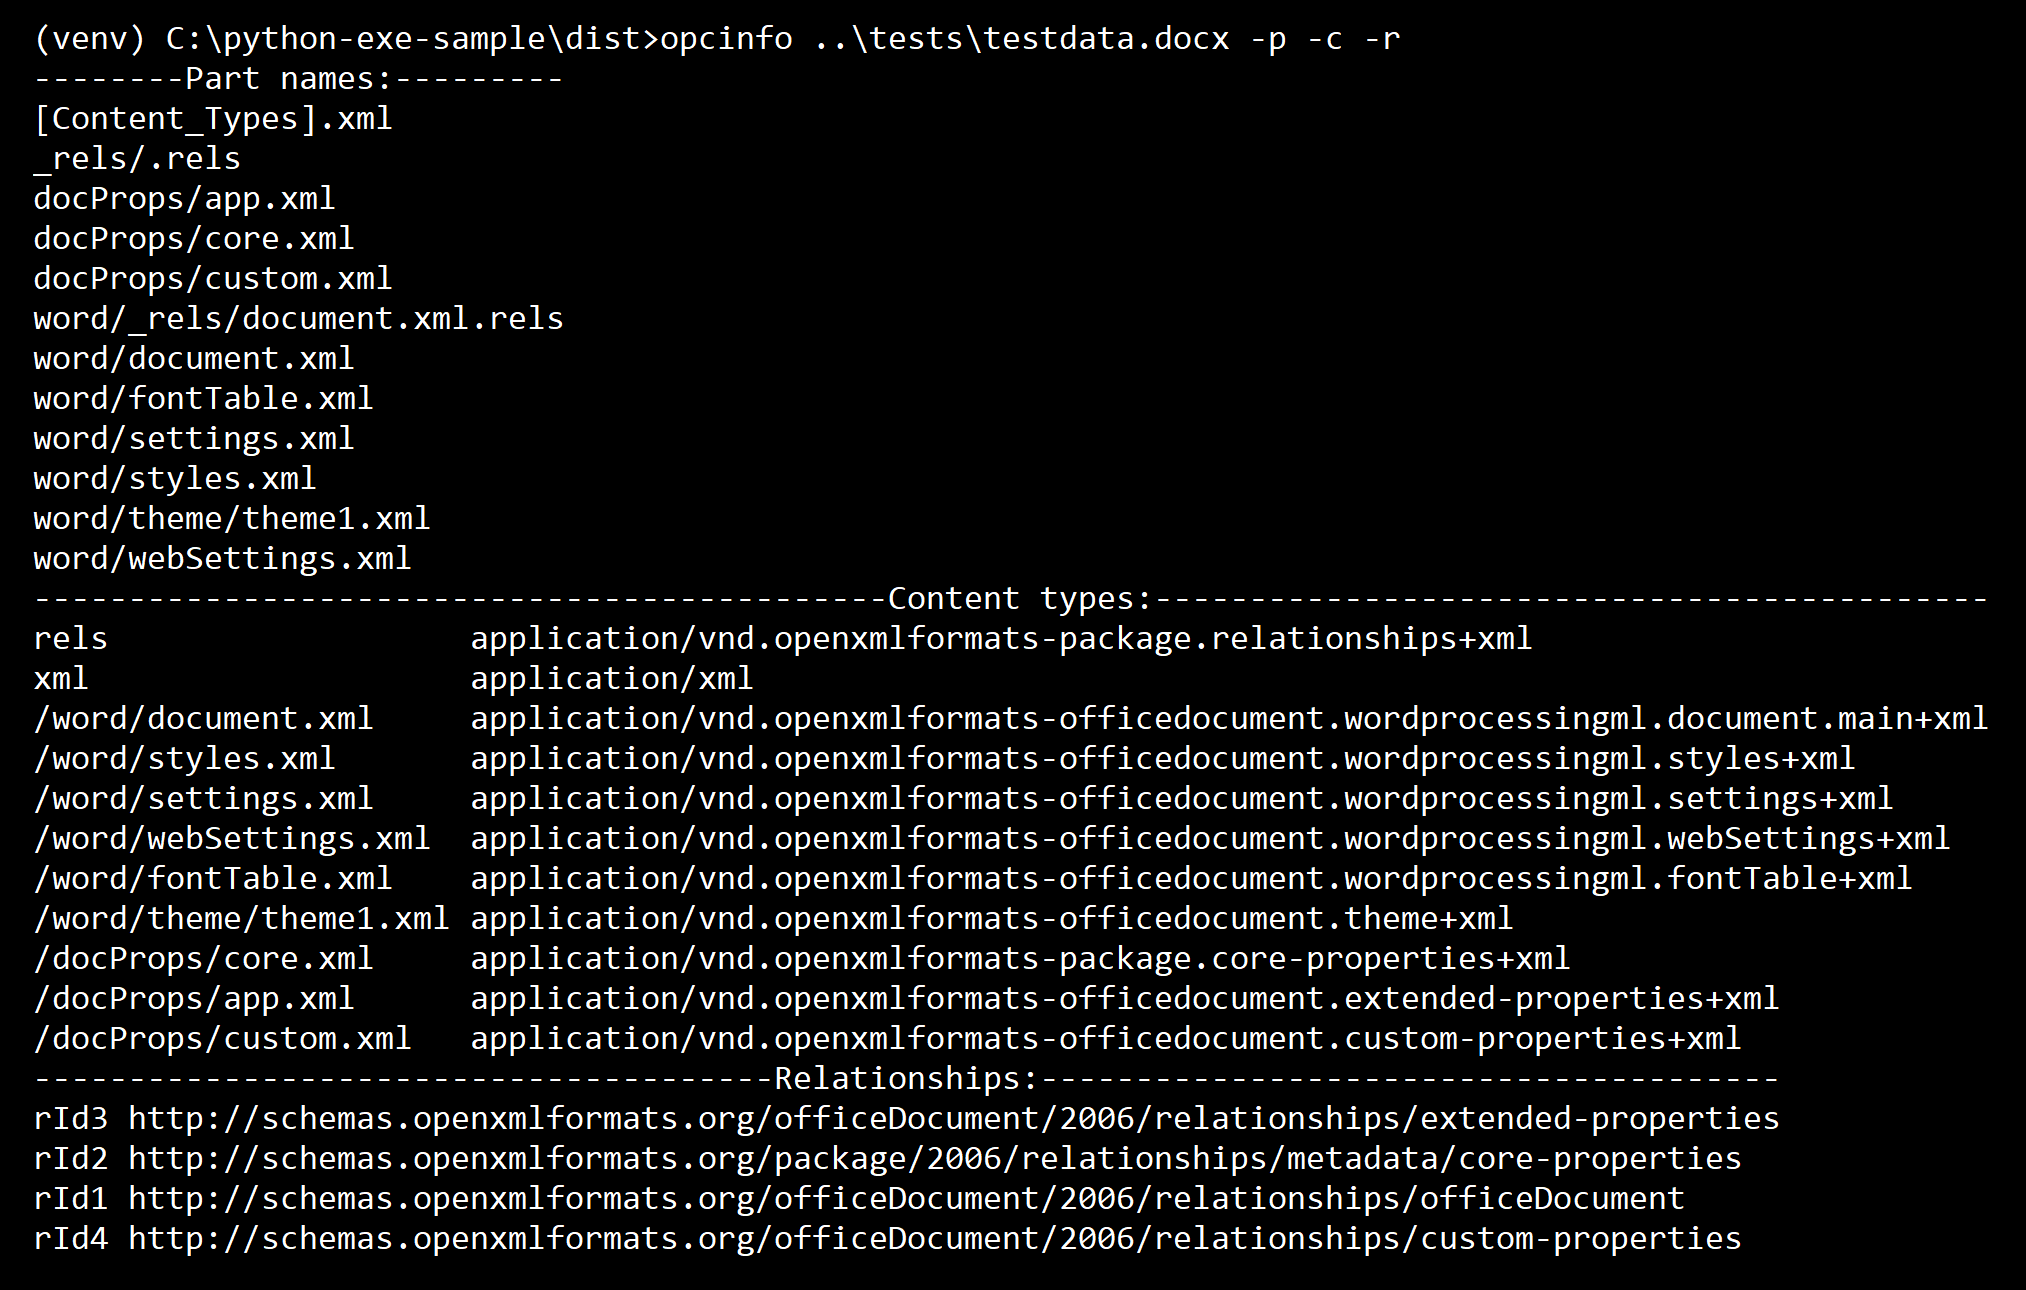 (venv) C:\python-exe-sample\dist>opcinfo ..\tests\testdata.docx -p -c -r
--------Part names:---------
[Content_Types].xml
_rels/.rels
docProps/app.xml
docProps/core.xml
docProps/custom.xml
word/_rels/document.xml.rels
word/document.xml
word/fontTable.xml
word/settings.xml
word/styles.xml
word/theme/theme1.xml
word/webSettings.xml
---------------------------------------------Content types:--------------------------------------------
rels                   application/vnd.openxmlformats-package.relationships+xml
xml                    application/xml
/word/document.xml     application/vnd.openxmlformats-officedocument.wordprocessingml.document.main+xml
/word/styles.xml       application/vnd.openxmlformats-officedocument.wordprocessingml.styles+xml
/word/settings.xml     application/vnd.openxmlformats-officedocument.wordprocessingml.settings+xml
/word/webSettings.xml  application/vnd.openxmlformats-officedocument.wordprocessingml.webSettings+xml
/word/fontTable.xml    application/vnd.openxmlformats-officedocument.wordprocessingml.fontTable+xml
/word/theme/theme1.xml application/vnd.openxmlformats-officedocument.theme+xml
/docProps/core.xml     application/vnd.openxmlformats-package.core-properties+xml
/docProps/app.xml      application/vnd.openxmlformats-officedocument.extended-properties+xml
/docProps/custom.xml   application/vnd.openxmlformats-officedocument.custom-properties+xml
---------------------------------------Relationships:---------------------------------------
rId3 http://schemas.openxmlformats.org/officeDocument/2006/relationships/extended-properties
rId2 http://schemas.openxmlformats.org/package/2006/relationships/metadata/core-properties
rId1 http://schemas.openxmlformats.org/officeDocument/2006/relationships/officeDocument
rId4 http://schemas.openxmlformats.org/officeDocument/2006/relationships/custom-properties